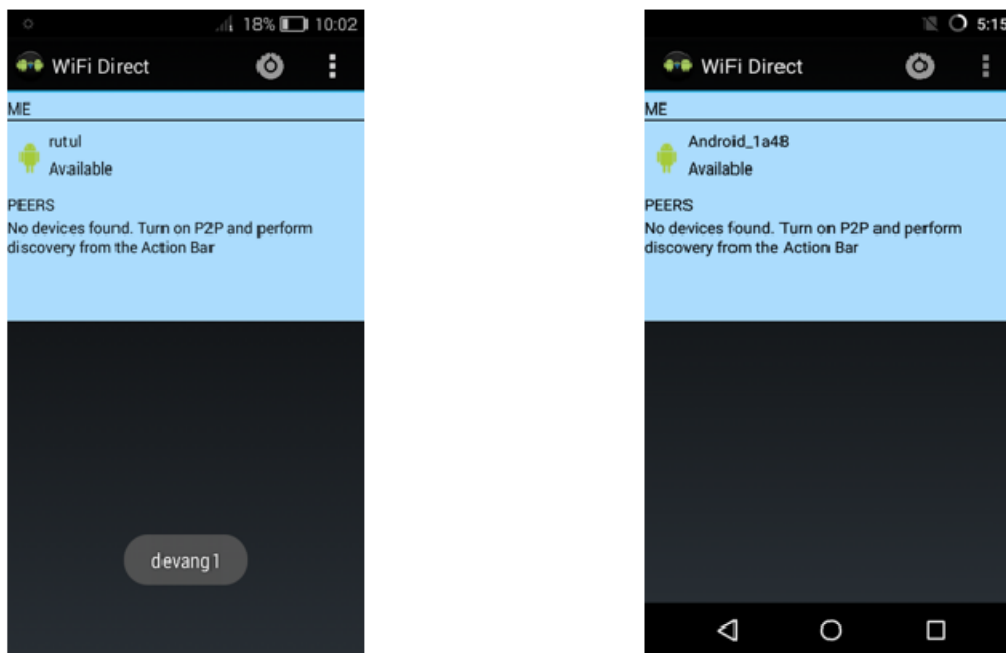 18% 10:02
WiFi Direct
ME
rutul
Available
PEERS
No devices found. Turn on P2P and perform
discovery from the Action Bar
devang1
5:15
WiFi Direct
ME
Android_1a48
Available
PEERS
No devices found. Turn on P2P and perform
discovery from the Action Bar